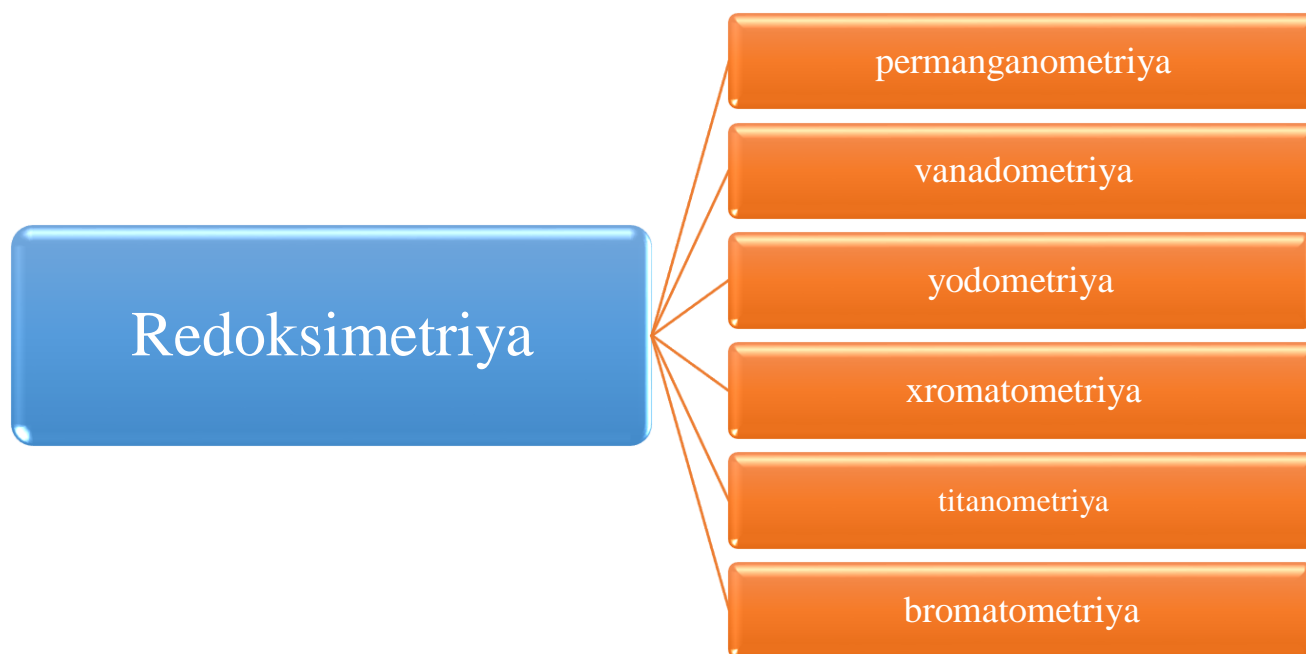 Redoksimetriya
permanganometriya
vanadometriya
yodometriya
xromatometriya
titanometriya
bromatometriya